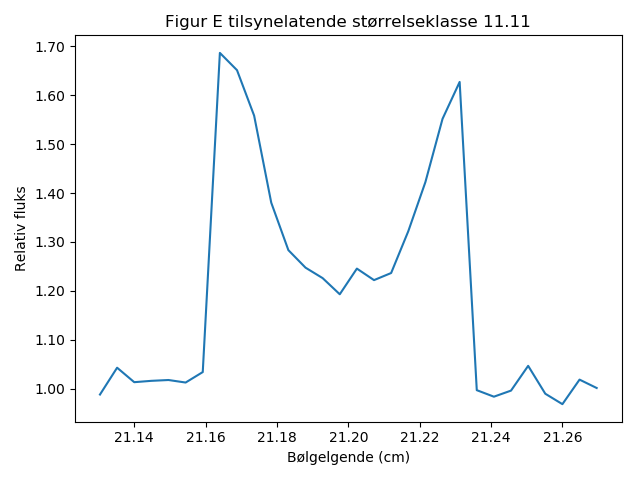 Figur E tilsynelatende størrelseklasse 11.11
1.70
1.60
1.50
1.40
1.30
1.20
1.10
1.00
Relativ fluks
21.14 21.16 21.18 21.20 21.22 21.24 21.26
Bølgelgende (cm)